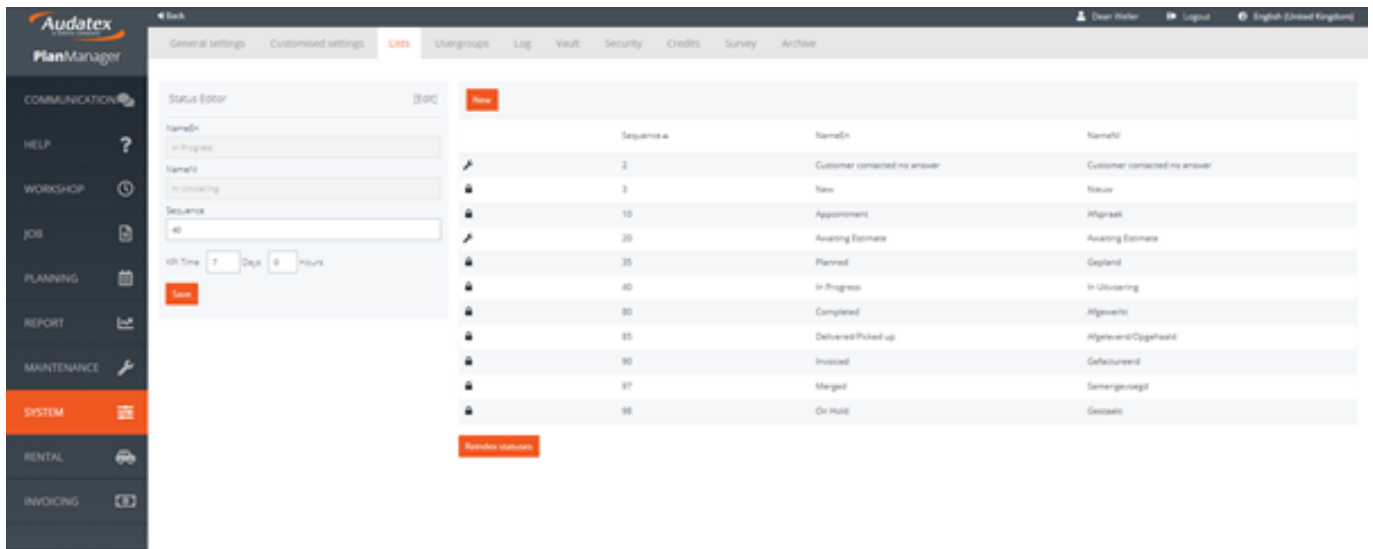 Audatex
PlanManager
Back
Dean Weller Logout English (United Kingdom)
General settings Customised settings Lists Usergroups Log Vault Security Credits Survey Archive
COMMUNICATION
HELP
WORKSHOP
JOB
PLANNING
REPORT
MAINTENANCE
SYSTEM
RENTAL
INVOICING
Status Editor [Edit]
NameEn
In Progress
NameNl
In Uitvoering
Sequence
40
KPI Time 7 Days 0 Hours
Save
New
Sequence NameEn NameNl
2 Customer contacted no answer Customer contacted no answer
3 New Nieuw
10 Appointment Afspraak
20 Awaiting Estimate Awaiting Estimate
35 Planned Gepland
40 In Progress In Uitvoering
80 Completed Afgewerkt
85 Delivered/Picked up Afgeleverd/Opgehaald
90 Invoiced Gefactureerd
97 Merged Samengevoegd
98 On Hold Gestaakt
Reindex statuses